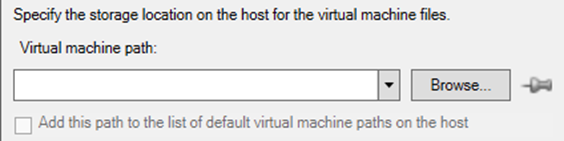 Specify the storage location on the host for the virtual machine files.
Virtual machine path:
Browse...
Add this path to the list of default virtual machine paths on the host